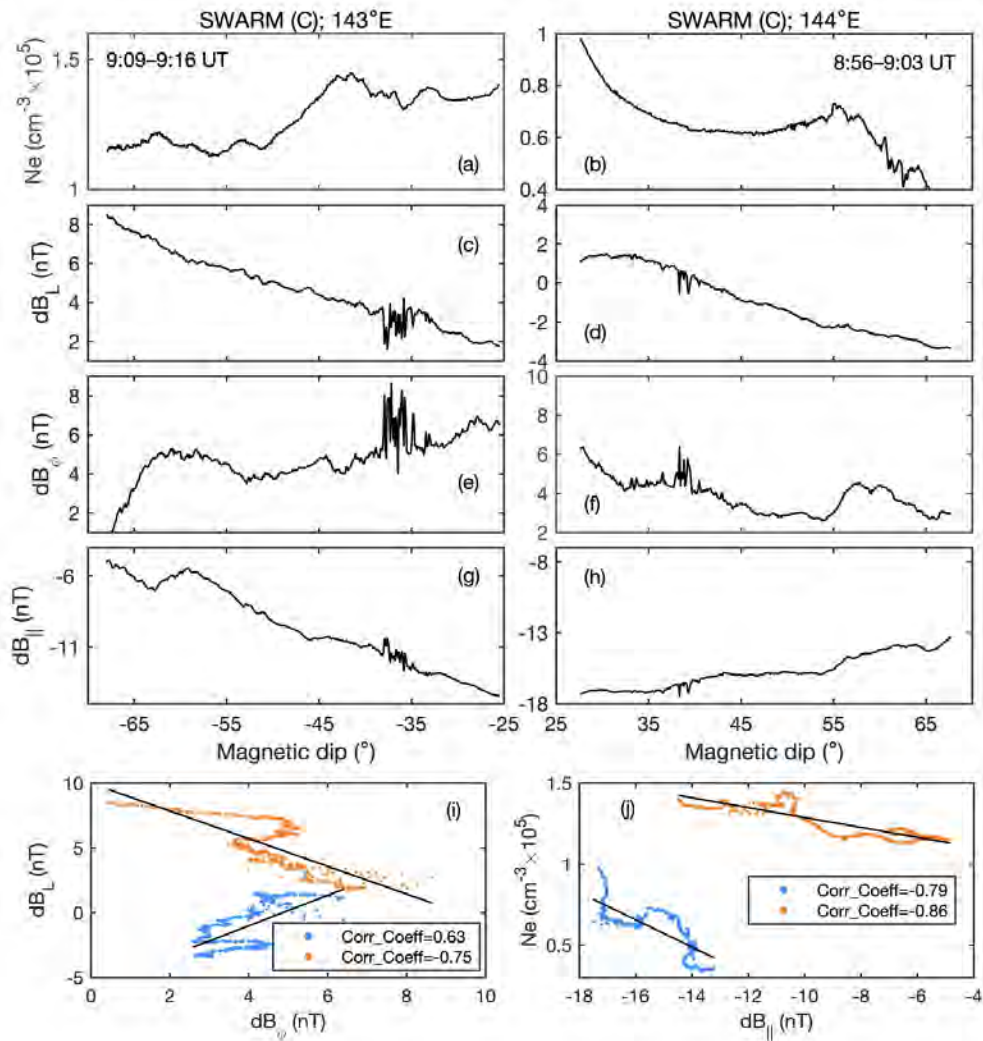 SWARM (C); 143°E
SWARM (C); 144°E
Ne (cm⁻³ × 10⁵)
1.5
1
9:09–9:16 UT
(a)
1
0.8
0.6
0.4
8:56–9:03 UT
(b)
dB_L (nT)
8
6
4
2
(c)
4
2
0
-2
-4
(d)
dB_ϕ (nT)
8
6
4
2
(e)
10
8
6
4
2
(f)
dB_|| (nT)
-6
-11
(g)
-8
-13
-18
(h)
-65 -55 -45 -35 -25
25 35 45 55 65
Magnetic dip (°)
Magnetic dip (°)
dB_L (nT)
10
5
0
-5
(i)
Corr_Coeff=0.63
Corr_Coeff=-0.75
0 2 4 6 8 10
dB_φ (nT)
Ne (cm⁻³ × 10⁵)
1.5
1.0
0.5
(j)
Corr_Coeff=-0.79
Corr_Coeff=-0.86
-18 -16 -14 -12 -10 -8 -6 -4
dB_|| (nT)